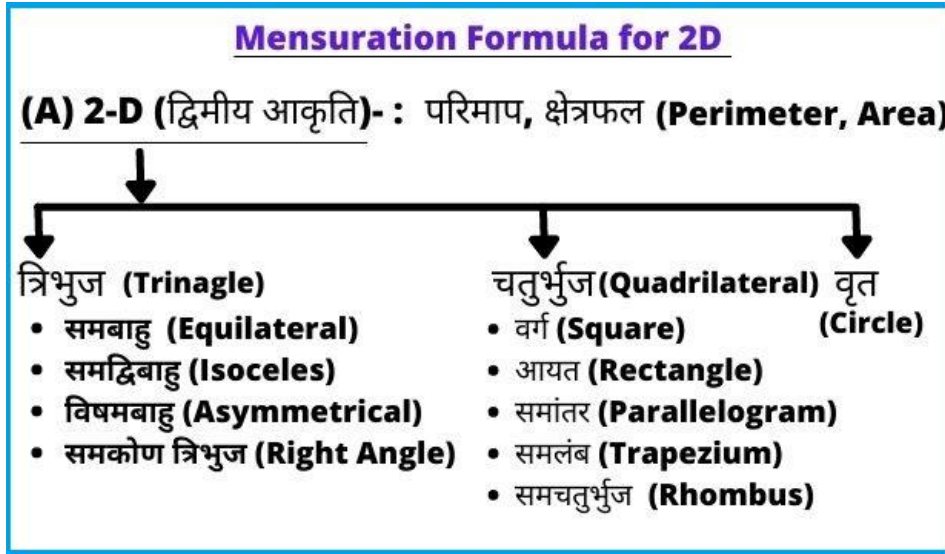 Mensuration Formula for 2D
(A) 2-D (द्विमीय आकृति)- : परिमाप, क्षेत्रफल (Perimeter, Area)
त्रिभुज (Trinagle)
• समबाहु (Equilateral)
• समद्विबाहु (Isoceles)
• विषमबाहु (Asymmetrical)
• समकोण त्रिभुज (Right Angle)
चतुर्भुज(Quadrilateral)
• वर्ग (Square)
• आयत (Rectangle)
• समांतर (Parallelogram)
• समलंब (Trapezium)
• समचतुर्भुज (Rhombus)
वृत
(Circle)